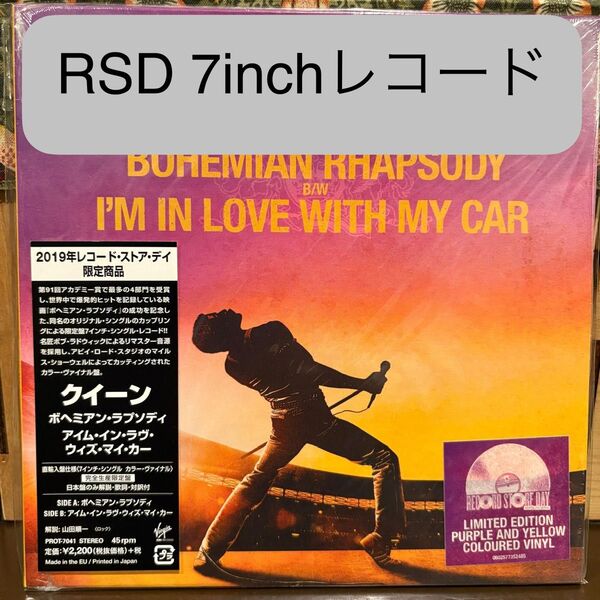 RSD 7inchレコード
BOHEMIAN RHAPSODY
B/W
I'M IN LOVE WITH MY CAR
2019年レコード・ストア・デイ
限定商品
第91回アカデミー賞で最多の4部門を受賞
し、世界中で爆発的ヒットを記録している映
画「ボヘミアン・ラプソディ」の成功を記念し
た、同名のオリジナル・シングルのカップリン
グによる限定盤7インチ・シングル・レコード!!
名匠ボブ・ラドウィックによるリマスター音源
を採用し、アビイ・ロード・スタジオのマイル
ス・ショーウェルによってカッティングされた
カラー・ヴァイナル盤。
クイーン
ボヘミアン・ラプソディ
アイム・イン・ラヴ・
ウィズ・マイ・カー
直輸入盤仕様(7インチ・シングル カラー・ヴァイナル)
完全生産限定盤
日本盤のみ解説・歌詞・対訳付
SIDE A: ボヘミアン・ラプソディ
SIDE B: アイム・イン・ラヴ・ウィズ・マイ・カー
解説: 山田順一 (ロック)
PROT-7041 STEREO 45rpm
定価: ¥2,200(税抜価格)+税
Made in the EU / Printed in Japan
Virgin
RECORD STORE DAY
LIMITED EDITION
PURPLE AND YELLOW
COLOURED VINYL
0602577352485